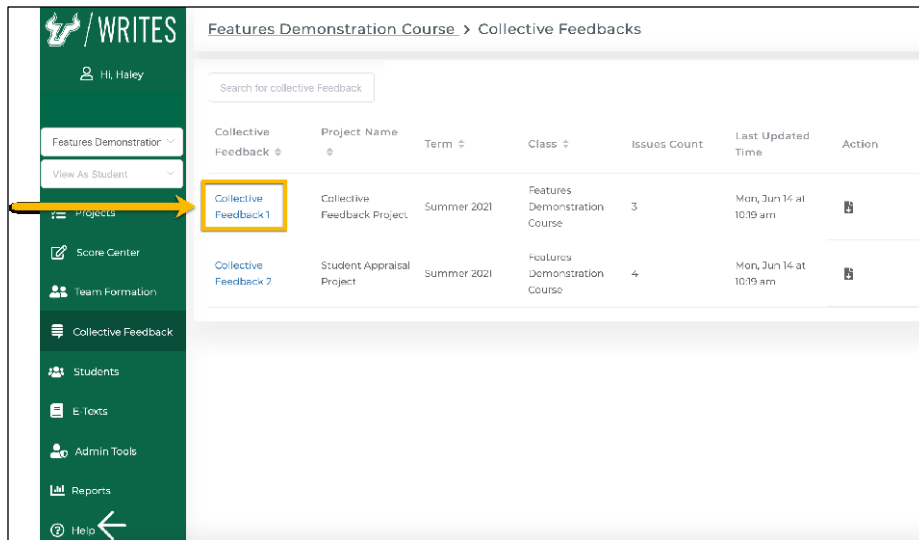 / WRITES
Hi, Haley
Features Demonstration
View As Student
Projects
Score Center
Team Formation
Collective Feedback
Students
E-Texts
Admin Tools
Reports
Help
Features Demonstration Course > Collective Feedbacks
Search for collective Feedback
Collective
Feedback
Project Name
Term
Class
Issues Count
Last Updated
Time
Action
Collective
Feedback 1
Collective
Feedback Project
Summer 2021
Features
Demonstration
Course
3
Mon, Jun 14 at
10:19 am
Collective
Feedback 2
Student Appraisal
Project
Summer 2021
Features
Demonstration
Course
4
Mon, Jun 14 at
10:19 am